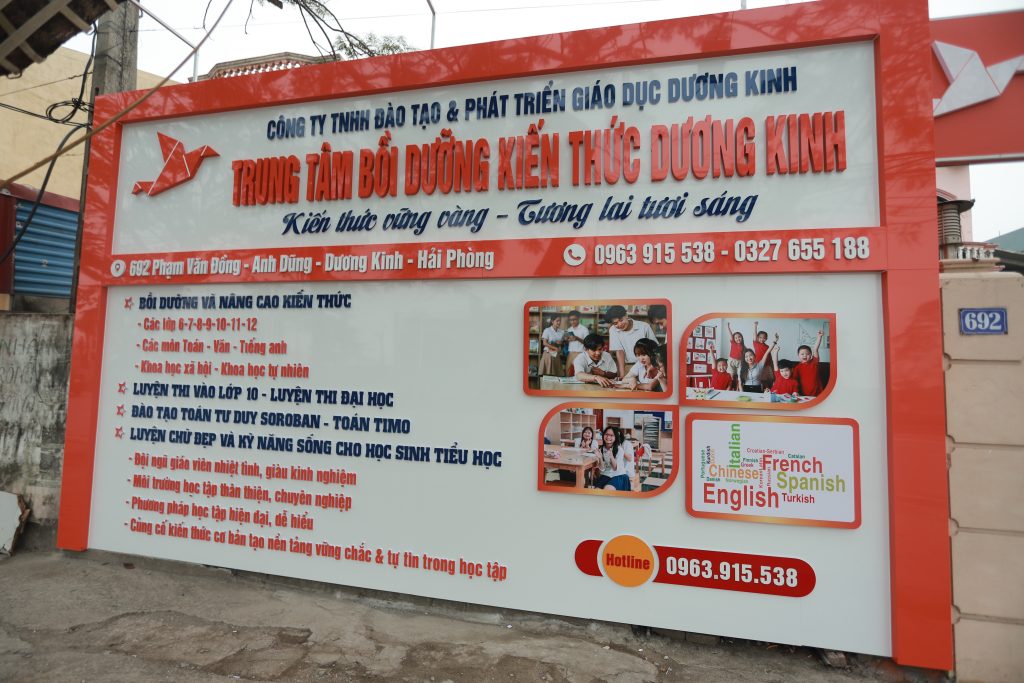 CÔNG TY TNHH ĐÀO TẠO & PHÁT TRIỂN GIÁO DỤC DƯƠNG KINH
TRUNG TÂM BỒI DƯỠNG KIẾN THỨC DƯƠNG KINH
Kiến thức vững vàng - Tương lai tươi sáng
692 Phạm Văn Đồng - Anh Dũng - Dương Kinh - Hải Phòng
0963 915 538 - 0327 655 188
BỒI DƯỠNG VÀ NÂNG CAO KIẾN THỨC
- Các lớp 6-7-8-9-10-11-12
- Các môn Toán - Văn - Tiếng anh
- Khoa học xã hội - Khoa học tự nhiên
LUYỆN THI VÀO LỚP 10 - LUYỆN THI ĐẠI HỌC
ĐÀO TẠO TOÁN TƯ DUY SOROBAN - TOÁN TIMO
LUYỆN CHỮ ĐẸP VÀ KỸ NĂNG SỐNG CHO HỌC SINH TIỂU HỌC
- Đội ngũ giáo viên nhiệt tình, giàu kinh nghiệm
- Môi trường học tập thân thiện, chuyên nghiệp
- Phương pháp học tập hiện đại, dễ hiểu
- Củng cố kiến thức cơ bản tạo nền tảng vững chắc & tự tin trong học tập
Italian
Croatian-Serbian
Catalan
Finnish
Greek
French
Chinese
Spanish
Danish
Norwegian
English
Turkish
Hotline
0963.915.538
692